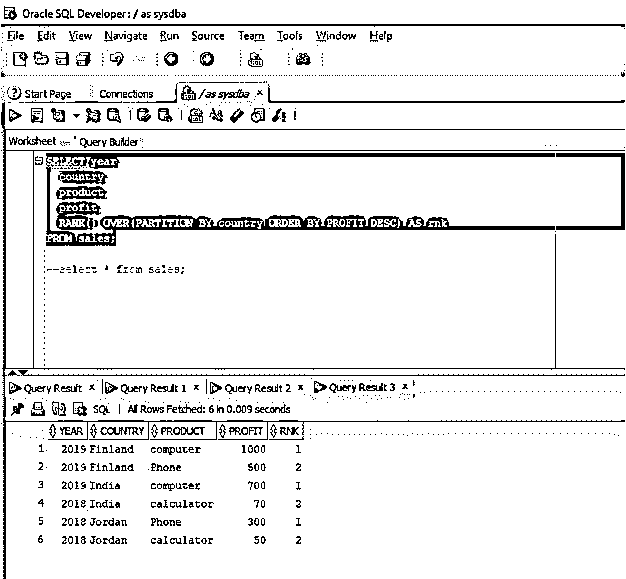 Oracle SQL Developer: / as sysdba
File Edit View Navigate Run Source Team Tools Window Help
Start Page Connections / as sysdba ×
Worksheet Query Builder
SELECT year
country
product
profit
RANK() OVER(PARTITION BY country ORDER BY PROFIT DESC) AS rnk
FROM sales;
--select * from sales;
Query Result × Query Result 1 × Query Result 2 × Query Result 3 ×
SQL | All Rows Fetched: 6 in 0.009 seconds
YEAR COUNTRY PRODUCT PROFIT RNK
1 2019 Finland computer 1000 1
2 2019 Finland Phone 500 2
3 2019 India computer 700 1
4 2018 India calculator 70 2
5 2018 Jordan Phone 300 1
6 2018 Jordan calculator 50 2